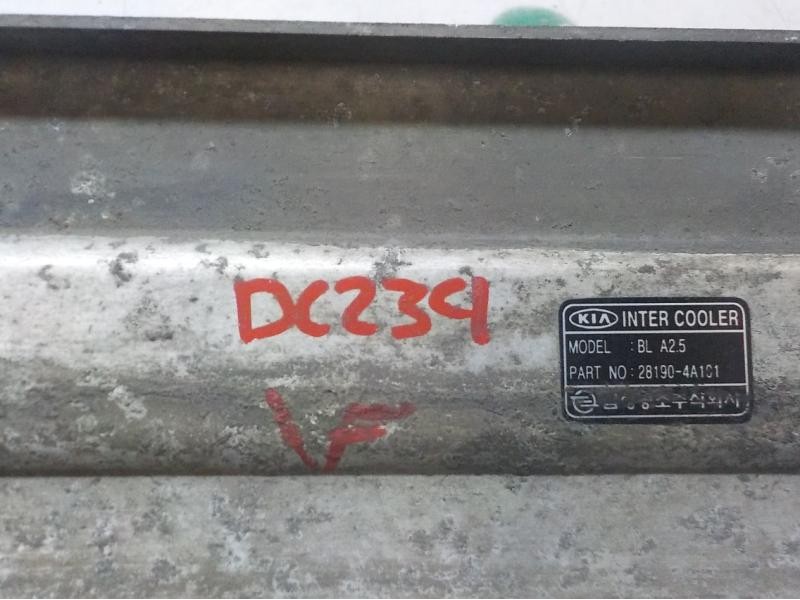 DC239
VF
KIA INTER COOLER
MODEL : BL A2.5
PART NO : 28190-4A101